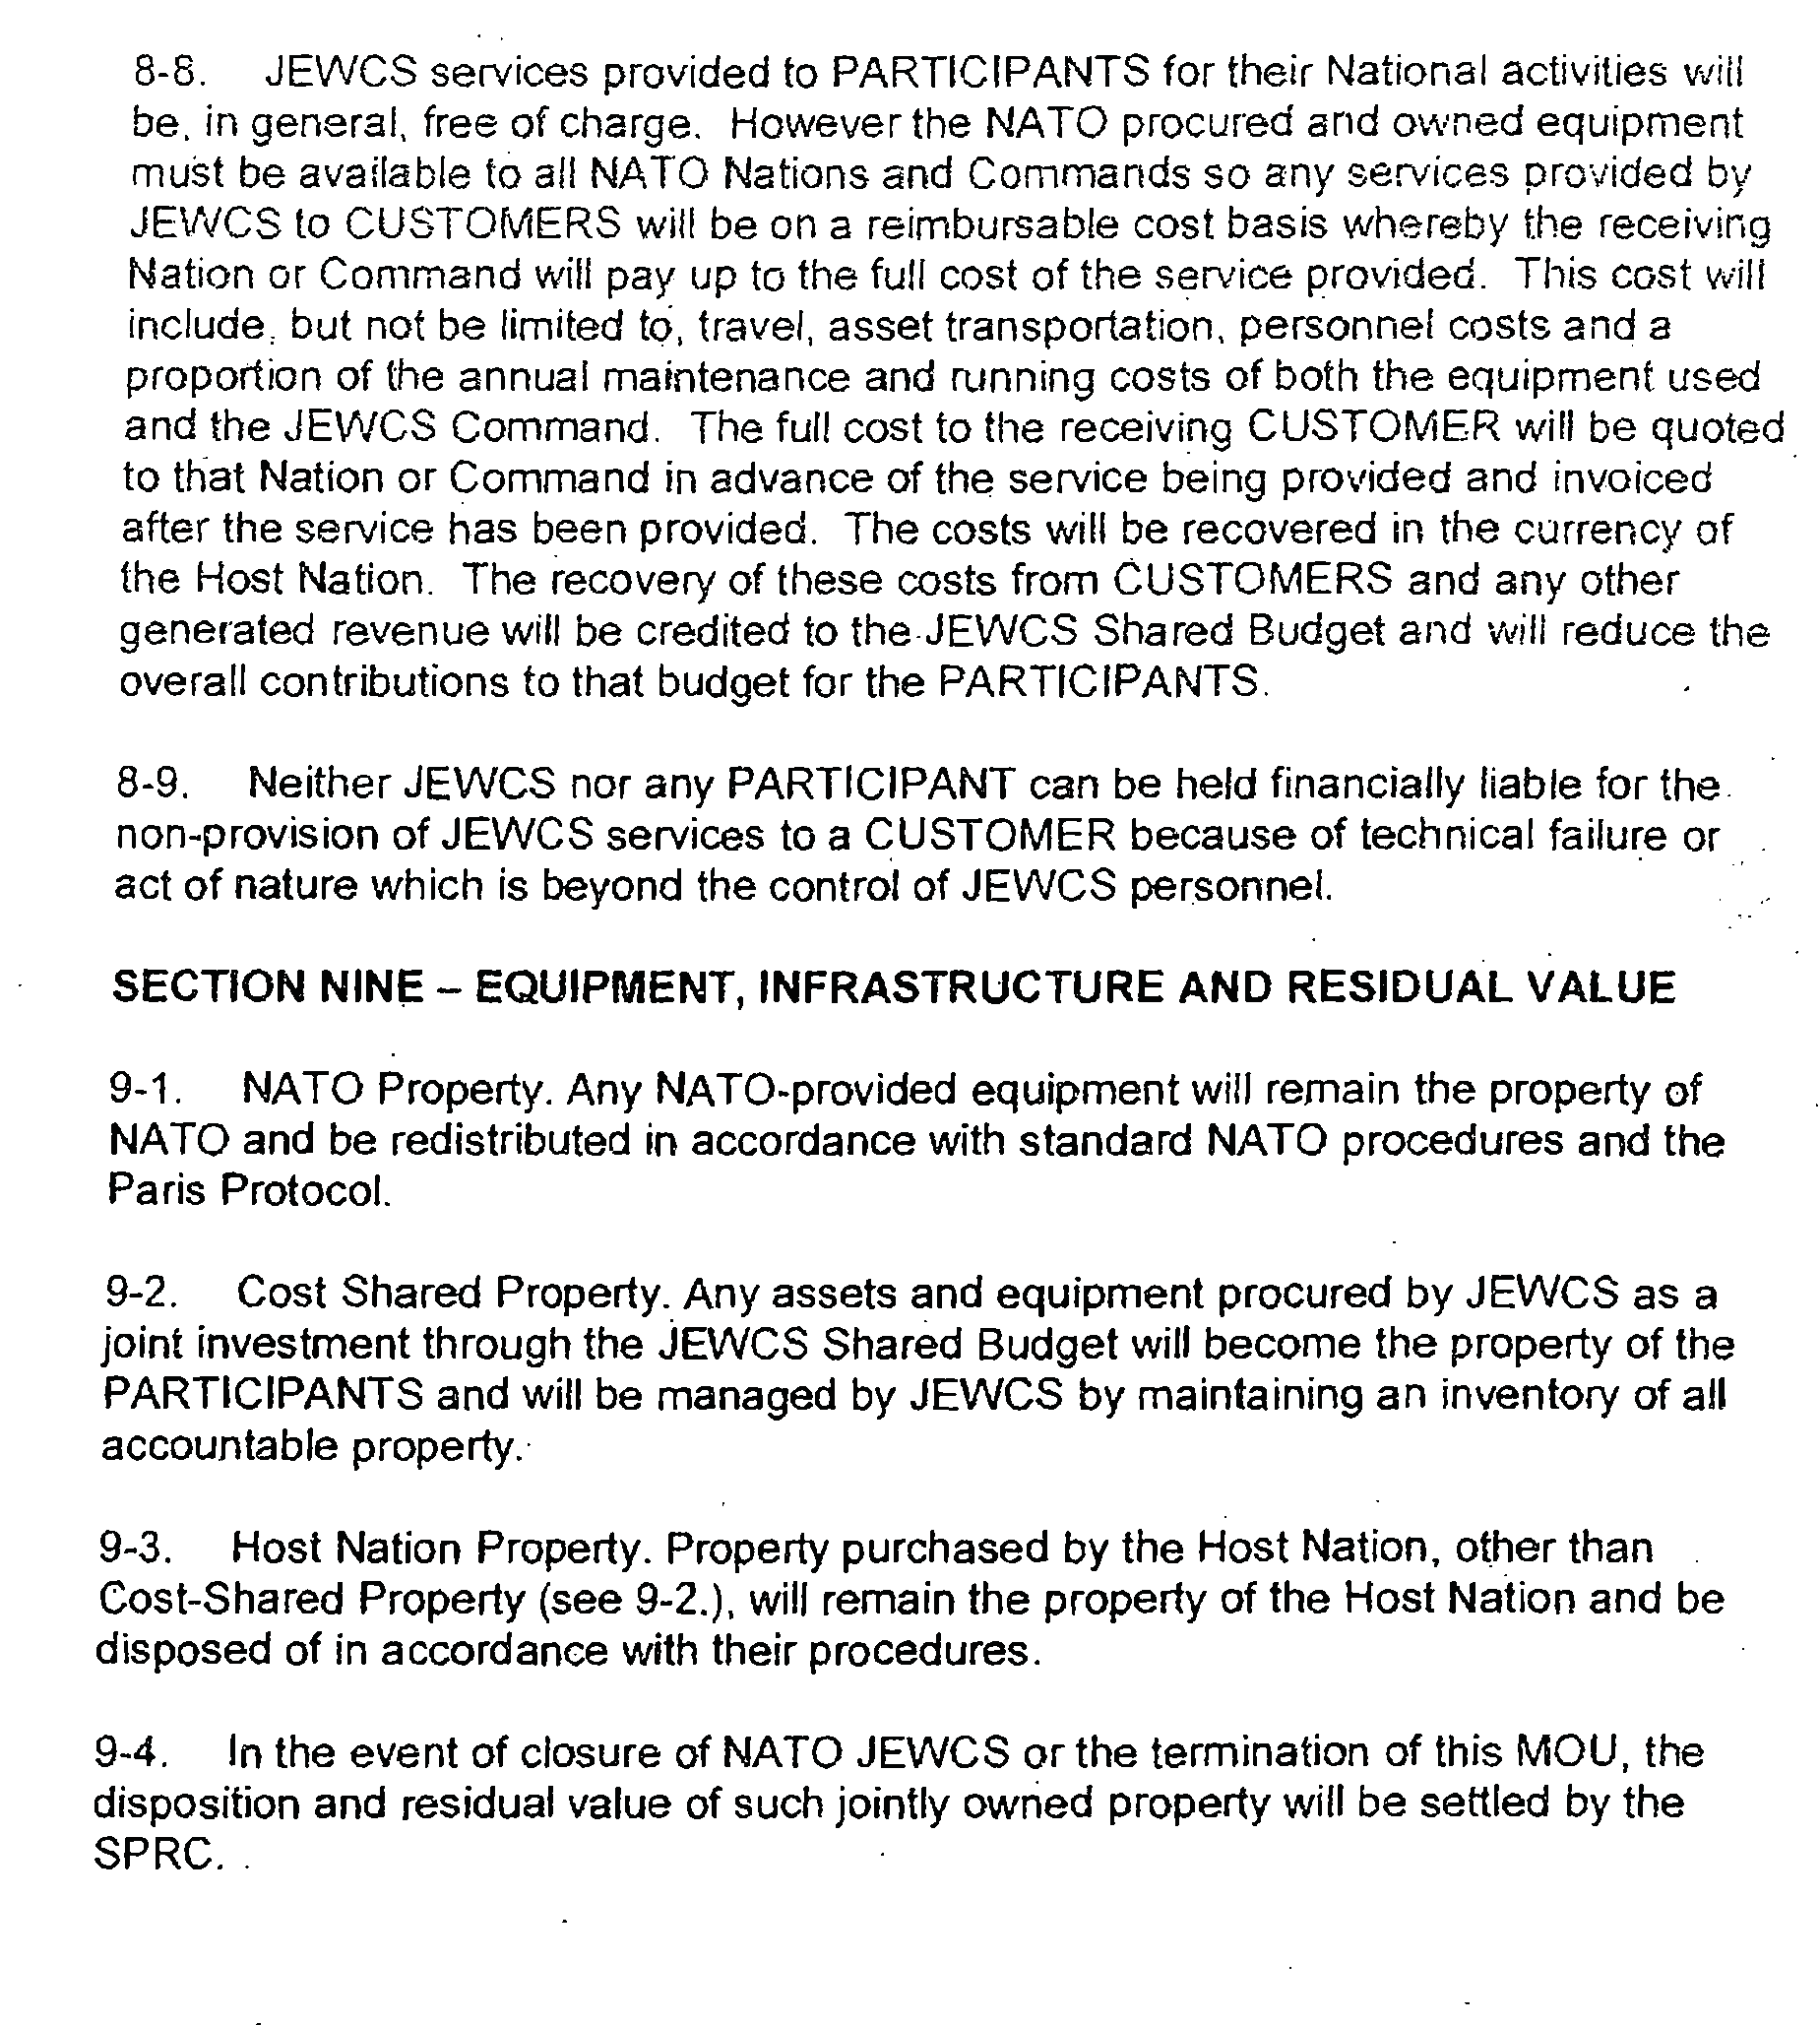 8-8. JEWCS services provided to PARTICIPANTS for their National activities will
be, in general, free of charge. However the NATO procured and owned equipment
must be available to all NATO Nations and Commands so any services provided by
JEWCS to CUSTOMERS will be on a reimbursable cost basis whereby the receiving
Nation or Command will pay up to the full cost of the service provided. This cost will
include, but not be limited to, travel, asset transportation, personnel costs and a
proportion of the annual maintenance and running costs of both the equipment used
and the JEWCS Command. The full cost to the receiving CUSTOMER will be quoted
to that Nation or Command in advance of the service being provided and invoiced
after the service has been provided. The costs will be recovered in the currency of
the Host Nation. The recovery of these costs from CUSTOMERS and any other
generated revenue will be credited to the JEWCS Shared Budget and will reduce the
overall contributions to that budget for the PARTICIPANTS.
8-9. Neither JEWCS nor any PARTICIPANT can be held financially liable for the
non-provision of JEWCS services to a CUSTOMER because of technical failure or
act of nature which is beyond the control of JEWCS personnel.
SECTION NINE – EQUIPMENT, INFRASTRUCTURE AND RESIDUAL VALUE
9-1. NATO Property. Any NATO-provided equipment will remain the property of
NATO and be redistributed in accordance with standard NATO procedures and the
Paris Protocol.
9-2. Cost Shared Property. Any assets and equipment procured by JEWCS as a
joint investment through the JEWCS Shared Budget will become the property of the
PARTICIPANTS and will be managed by JEWCS by maintaining an inventory of all
accountable property.
9-3. Host Nation Property. Property purchased by the Host Nation, other than
Cost-Shared Property (see 9-2.), will remain the property of the Host Nation and be
disposed of in accordance with their procedures.
9-4. In the event of closure of NATO JEWCS or the termination of this MOU, the
disposition and residual value of such jointly owned property will be settled by the
SPRC.